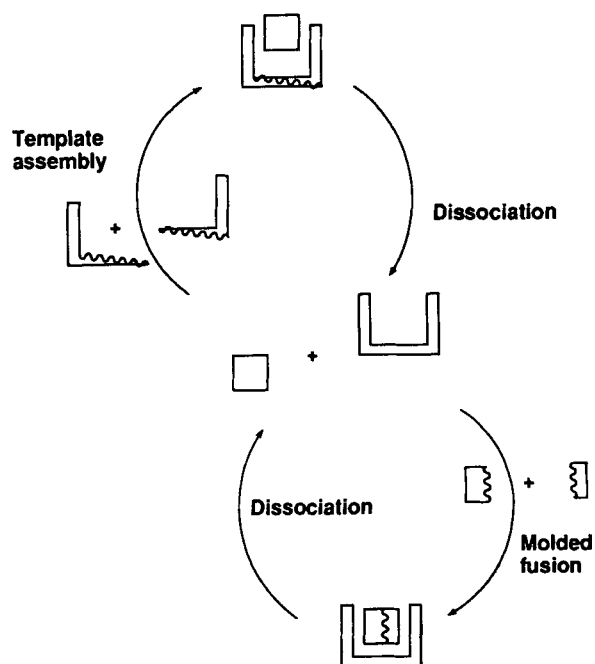 Template
assembly
+
Dissociation
+
Dissociation
+
Molded
fusion